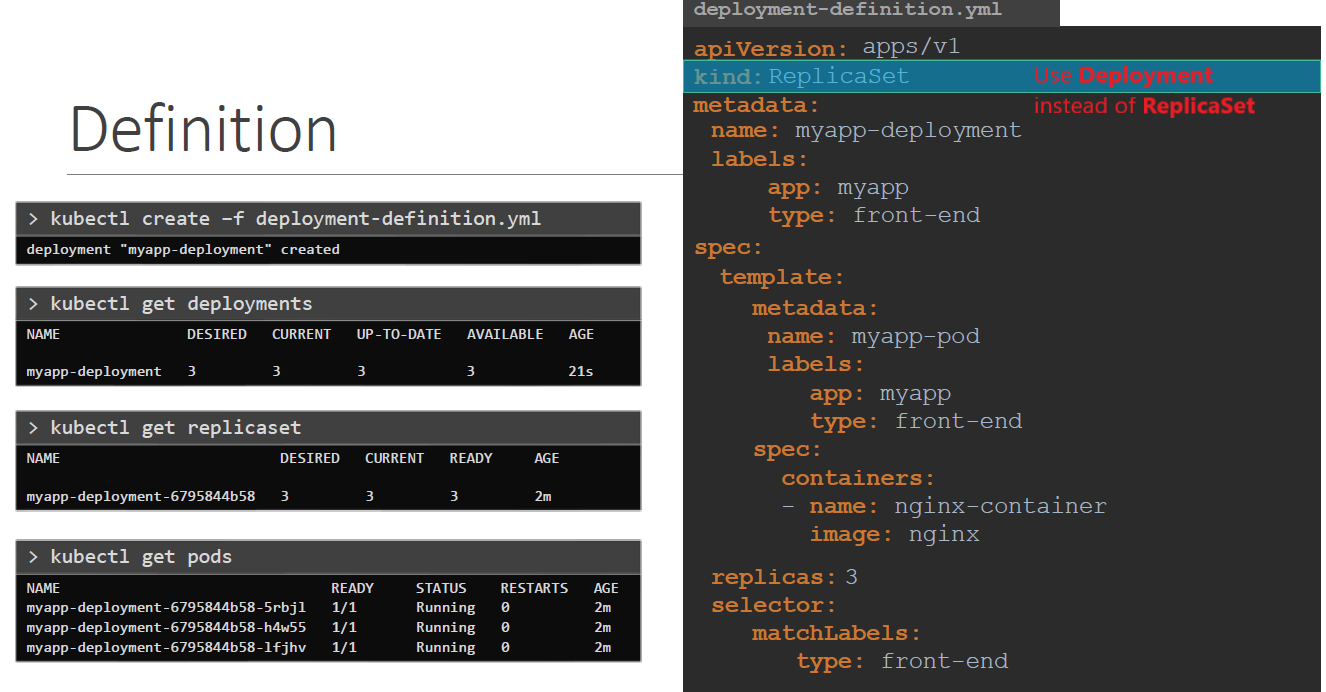 Definition
> kubectl create –f deployment-definition.yml
deployment "myapp-deployment" created
> kubectl get deployments
NAME DESIRED CURRENT UP-TO-DATE AVAILABLE AGE
myapp-deployment 3 3 3 3 21s
> kubectl get replicaset
NAME DESIRED CURRENT READY AGE
myapp-deployment-6795844b58 3 3 3 2m
> kubectl get pods
NAME READY STATUS RESTARTS AGE
myapp-deployment-6795844b58-5rbjl 1/1 Running 0 2m
myapp-deployment-6795844b58-h4w55 1/1 Running 0 2m
myapp-deployment-6795844b58-lfjhv 1/1 Running 0 2m
deployment-definition.yml
apiVersion: apps/v1
kind: ReplicaSet
Use Deployment
instead of ReplicaSet
metadata:
name: myapp-deployment
labels:
app: myapp
type: front-end
spec:
template:
metadata:
name: myapp-pod
labels:
app: myapp
type: front-end
spec:
containers:
- name: nginx-container
image: nginx
replicas: 3
selector:
matchLabels:
type: front-end